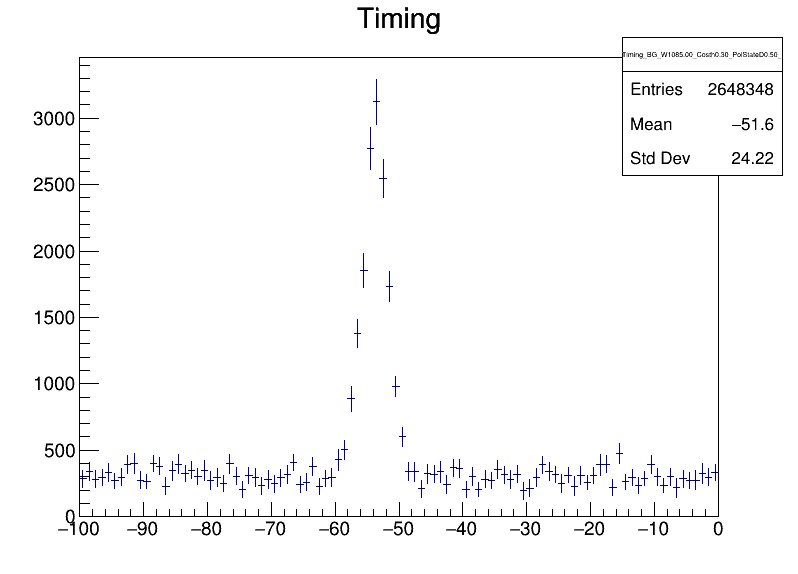 Timing
Timing_BG_W1085.00_Costh0.30_PolStateD0.50_
Entries 2648348
Mean −51.6
Std Dev 24.22
3000
2500
2000
1500
1000
500
0
−100 −90 −80 −70 −60 −50 −40 −30 −20 −10 0